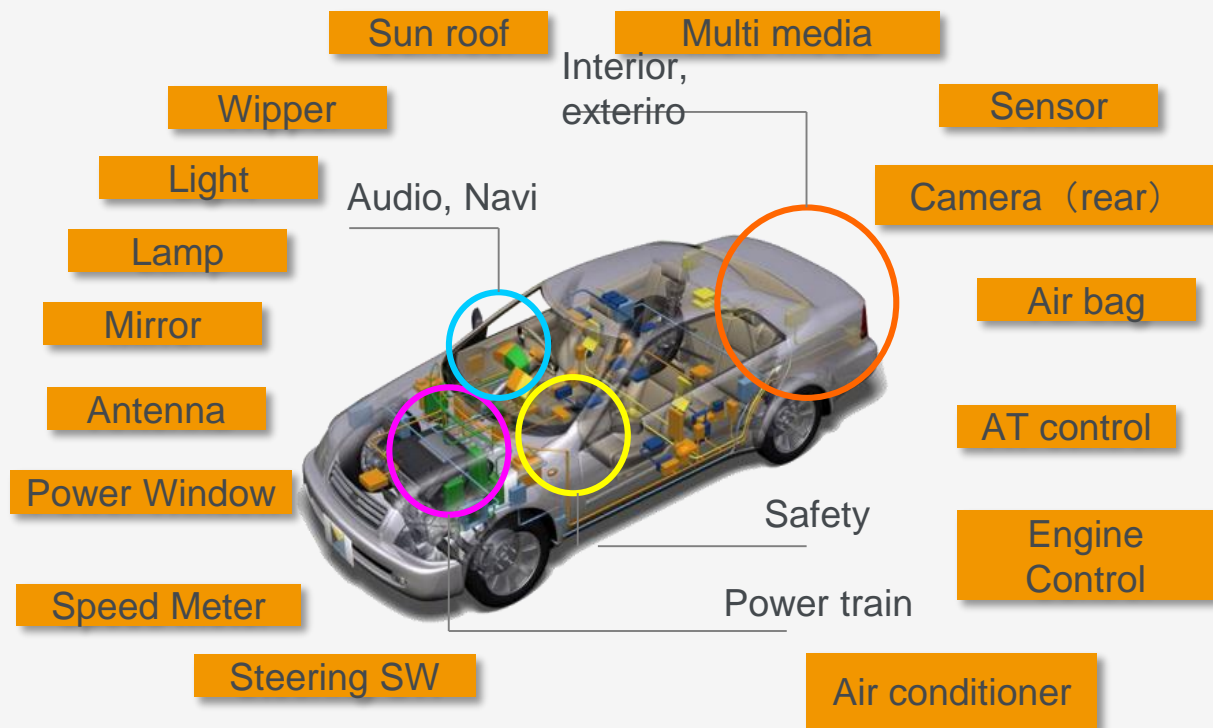 Sun roof
Multi media
Interior,
exteriro
Wipper
Sensor
Light
Audio, Navi
Camera（rear）
Lamp
Air bag
Mirror
Antenna
AT control
Power Window
Safety
Engine
Control
Speed Meter
Power train
Steering SW
Air conditioner